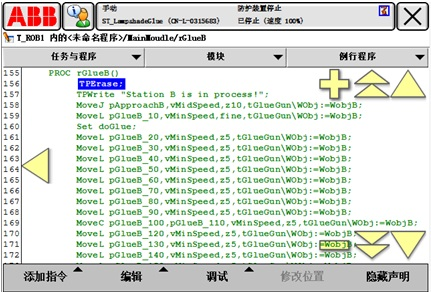 ABB
手动
防护装置停止
ST_LampshadeGlue (CN-L-0315683)
已停止 (速度 100%)
T_ROB1 内的<未命名程序>/MainMoudle/rGlueB
任务与程序
模块
例行程序
155 PROC rGlueB()
156 TPErase;
157 TPWrite "Station B is in process!";
158 MoveJ pApproachB,vMidSpeed,z10,tGlueGun\WObj:=WobjB;
159 MoveL pGlueB_10,vMinSpeed,fine,tGlueGun\WObj:=WobjB;
160 Set doGlue;
161 MoveL pGlueB_20,vMinSpeed,z5,tGlueGun\WObj:=WobjB;
162 MoveL pGlueB_30,vMinSpeed,z5,tGlueGun\WObj:=WobjB;
163 MoveL pGlueB_40,vMinSpeed,z5,tGlueGun\WObj:=WobjB;
164 MoveL pGlueB_50,vMinSpeed,z5,tGlueGun\WObj:=WobjB;
165 MoveL pGlueB_60,vMinSpeed,z5,tGlueGun\WObj:=WobjB;
166 MoveL pGlueB_70,vMinSpeed,z5,tGlueGun\WObj:=WobjB;
167 MoveL pGlueB_80,vMinSpeed,z5,tGlueGun\WObj:=WobjB;
168 MoveL pGlueB_90,vMinSpeed,z5,tGlueGun\WObj:=WobjB;
169 MoveC pGlueB_100,pGlueB_110,vMinSpeed,z5,tGlueGun\WObj:=WobjB;
170 MoveL pGlueB_120,vMinSpeed,z5,tGlueGun\WObj:=WobjB;
171 MoveL pGlueB_130,vMinSpeed,z5,tGlueGun\WObj:=WobjB;
172 MoveL pGlueB_140,vMinSpeed,z5,tGlueGun\WObj:=WobjB;
添加指令
编辑
调试
修改位置
隐藏声明